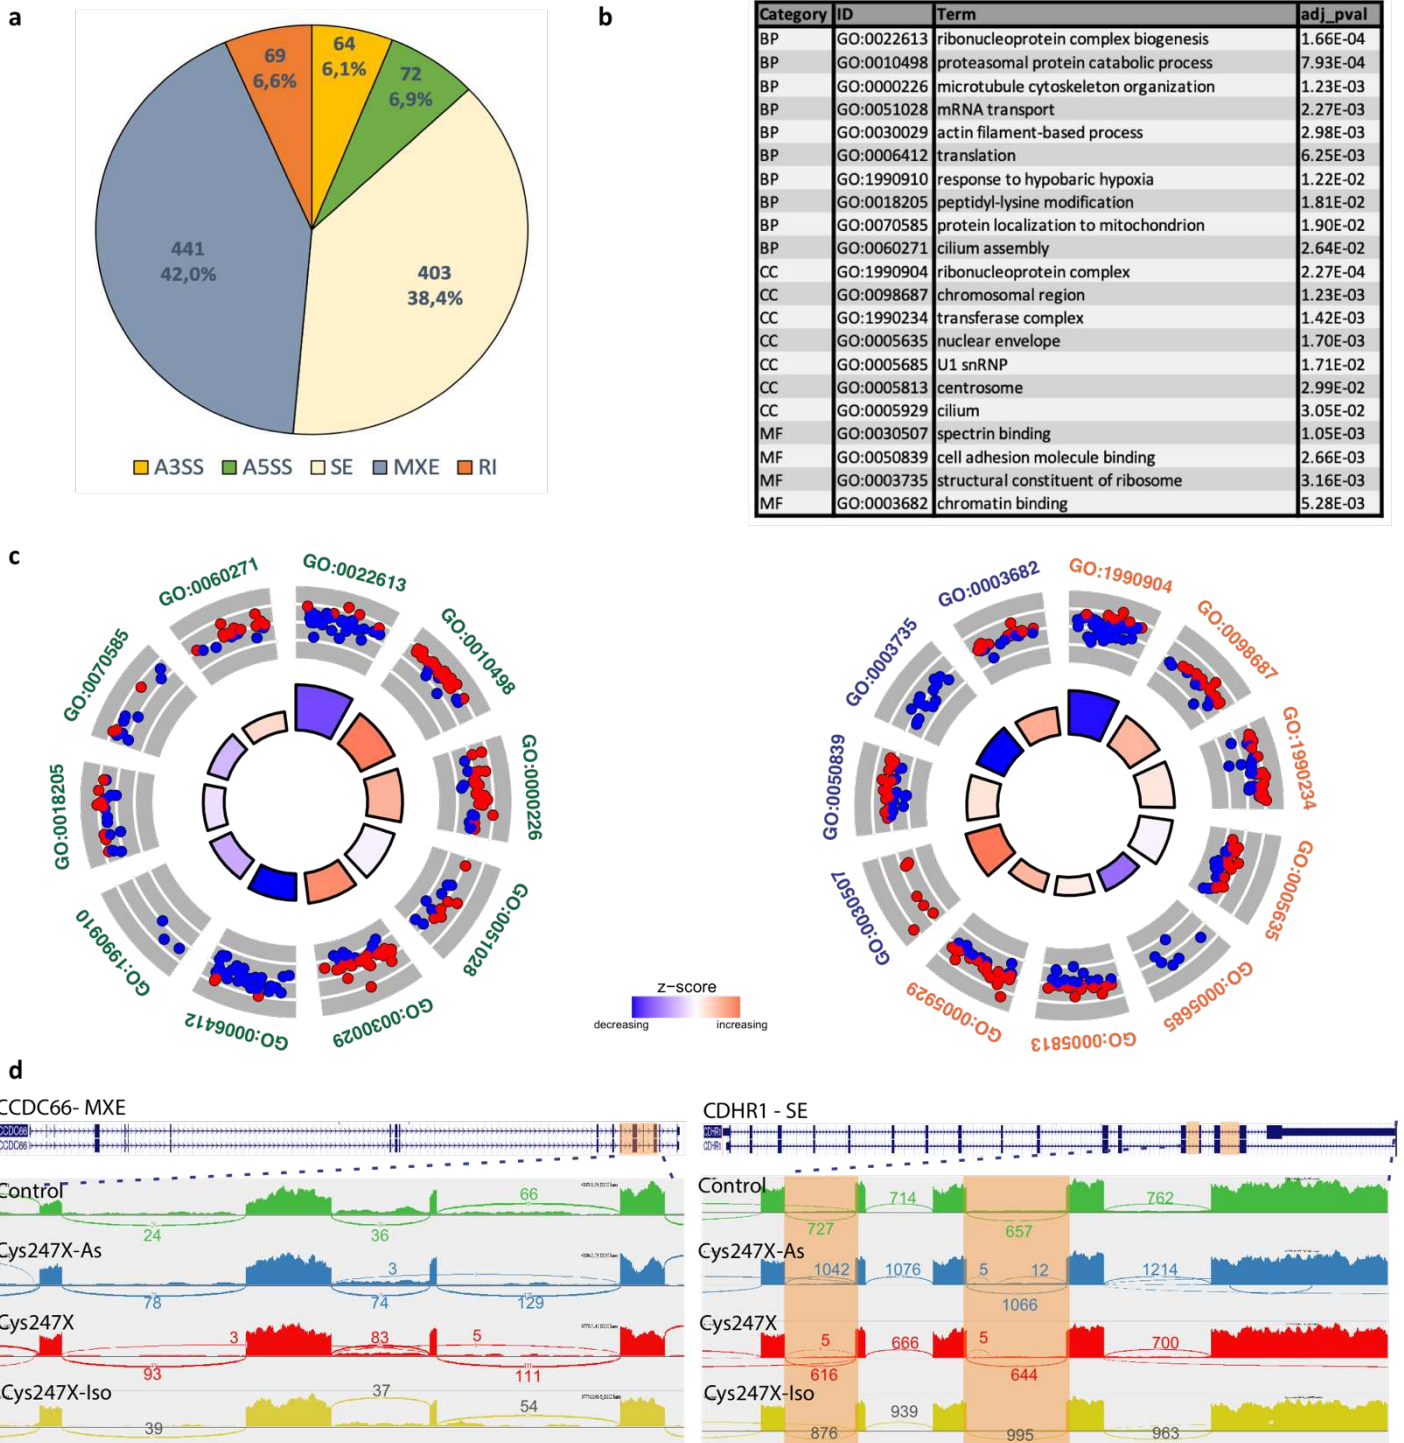 a
69
6,6%
64
6,1%
72
6,9%
441
42,0%
403
38,4%
A3SS A5SS SE MXE RI
b
Category ID Term adj_pval
BP GO:0022613 ribonucleoprotein complex biogenesis 1.66E-04
BP GO:0010498 proteasomal protein catabolic process 7.93E-04
BP GO:0000226 microtubule cytoskeleton organization 1.23E-03
BP GO:0051028 mRNA transport 2.27E-03
BP GO:0030029 actin filament-based process 2.98E-03
BP GO:0006412 translation 6.25E-03
BP GO:1990910 response to hypobaric hypoxia 1.22E-02
BP GO:0018205 peptidyl-lysine modification 1.81E-02
BP GO:0070585 protein localization to mitochondrion 1.90E-02
BP GO:0060271 cilium assembly 2.64E-02
CC GO:1990904 ribonucleoprotein complex 2.27E-04
CC GO:0098687 chromosomal region 1.23E-03
CC GO:1990234 transferase complex 1.42E-03
CC GO:0005635 nuclear envelope 1.70E-03
CC GO:0005685 U1 snRNP 1.71E-02
CC GO:0005813 centrosome 2.99E-02
CC GO:0005929 cilium 3.05E-02
MF GO:0030507 spectrin binding 1.05E-03
MF GO:0050839 cell adhesion molecule binding 2.66E-03
MF GO:0003735 structural constituent of ribosome 3.16E-03
MF GO:0003682 chromatin binding 5.28E-03
c
GO:0022613
GO:0010498
GO:0000226
GO:0051028
GO:0030029
GO:0006412
GO:1990910
GO:0018205
GO:0070585
GO:0060271
z-score
decreasing increasing
GO:1990904
GO:0098687
GO:1990234
GO:0005635
GO:0005685
GO:0005813
GO:0005929
GO:0030507
GO:0050839
GO:0003735
GO:0003682
d
CCDC66- MXE
CCDC66
CCDC66
Control
66
24
36
Cys247X-As
3
78
74
129
Cys247X
3
83
5
93
111
Cys247X-Iso
37
54
39
CDHR1 - SE
CDHR1
CDHR1
Control
714
762
727
657
Cys247X-As
1042
1076
5
12
1214
1066
Cys247X
5
666
5
700
616
644
Cys247X-Iso
939
876
995
963